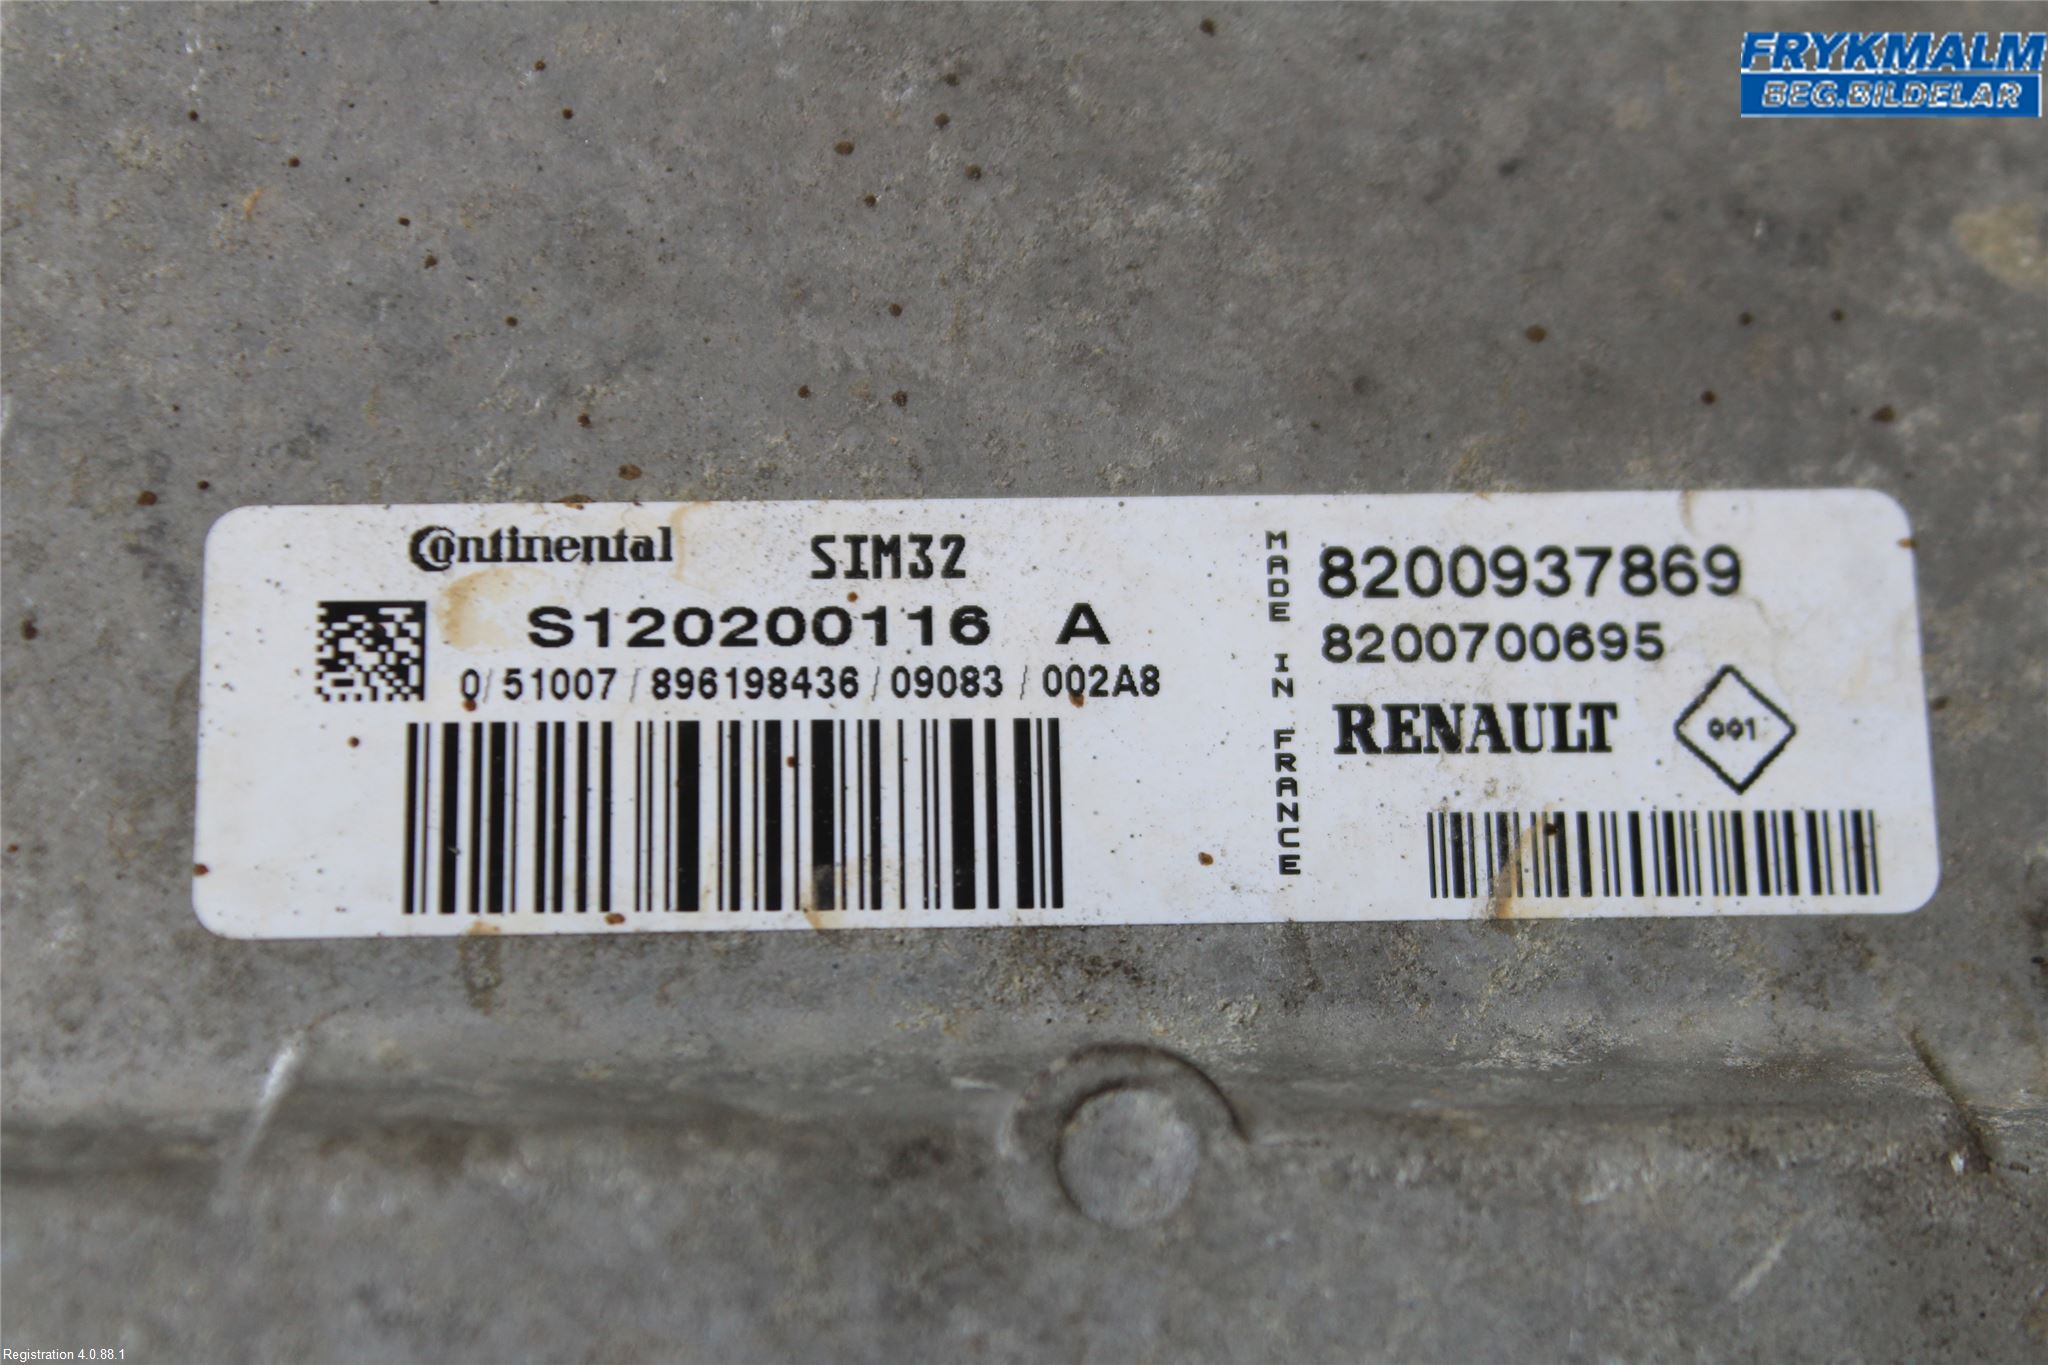 FRYKMALM
BEG.BILDELAR
Continental SIM32
S120200116 A
0/51007/896198436/09083/002A8
MADE IN FRANCE
8200937869
8200700695
RENAULT
001
Registration 4.0.88.1